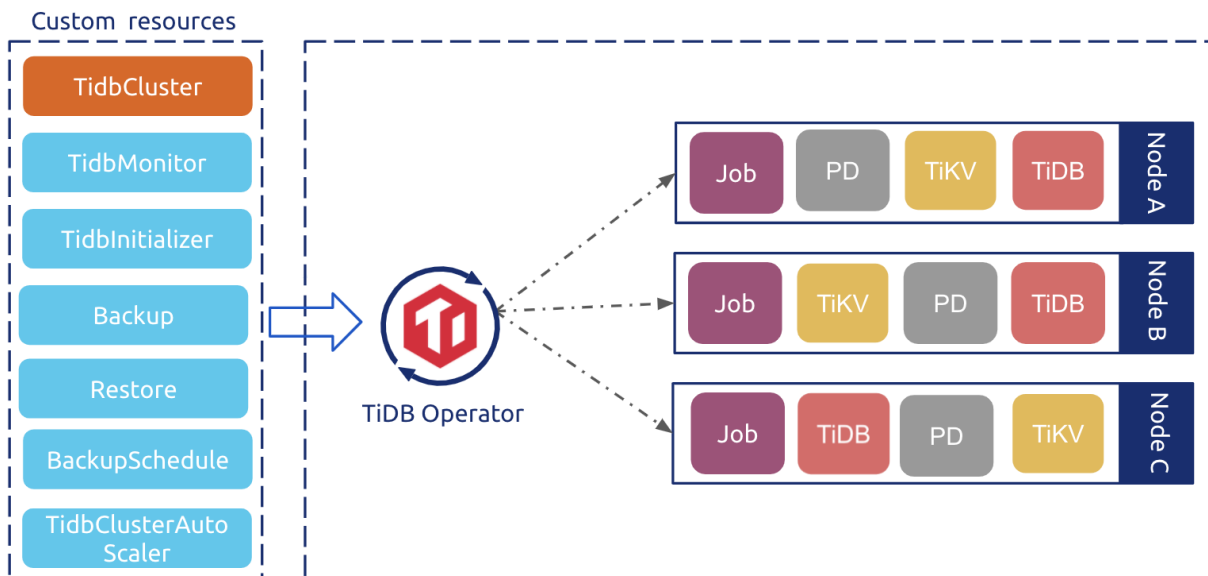 Custom resources
TidbCluster
TidbMonitor
TidbInitializer
Backup
Restore
BackupSchedule
TidbClusterAuto
Scaler
Ti
TiDB Operator
Job PD TiKV TiDB Node A
Job TiKV PD TiDB Node B
Job TiDB PD TiKV Node C